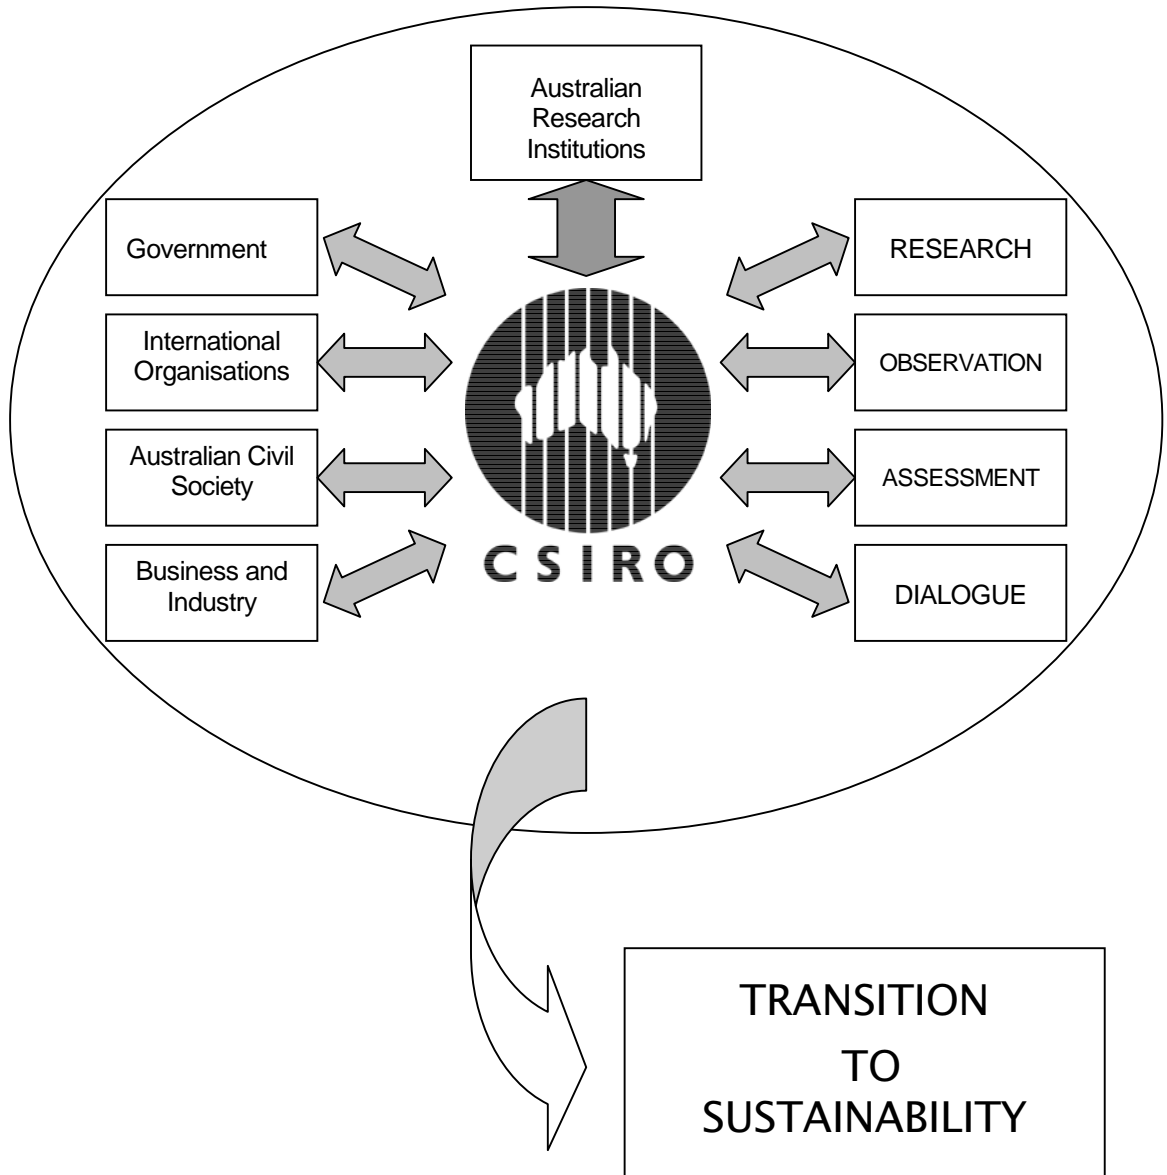 Australian
Research
Institutions
Government
International
Organisations
Australian Civil
Society
Business and
Industry
CSIRO
RESEARCH
OBSERVATION
ASSESSMENT
DIALOGUE
TRANSITION
TO
SUSTAINABILITY